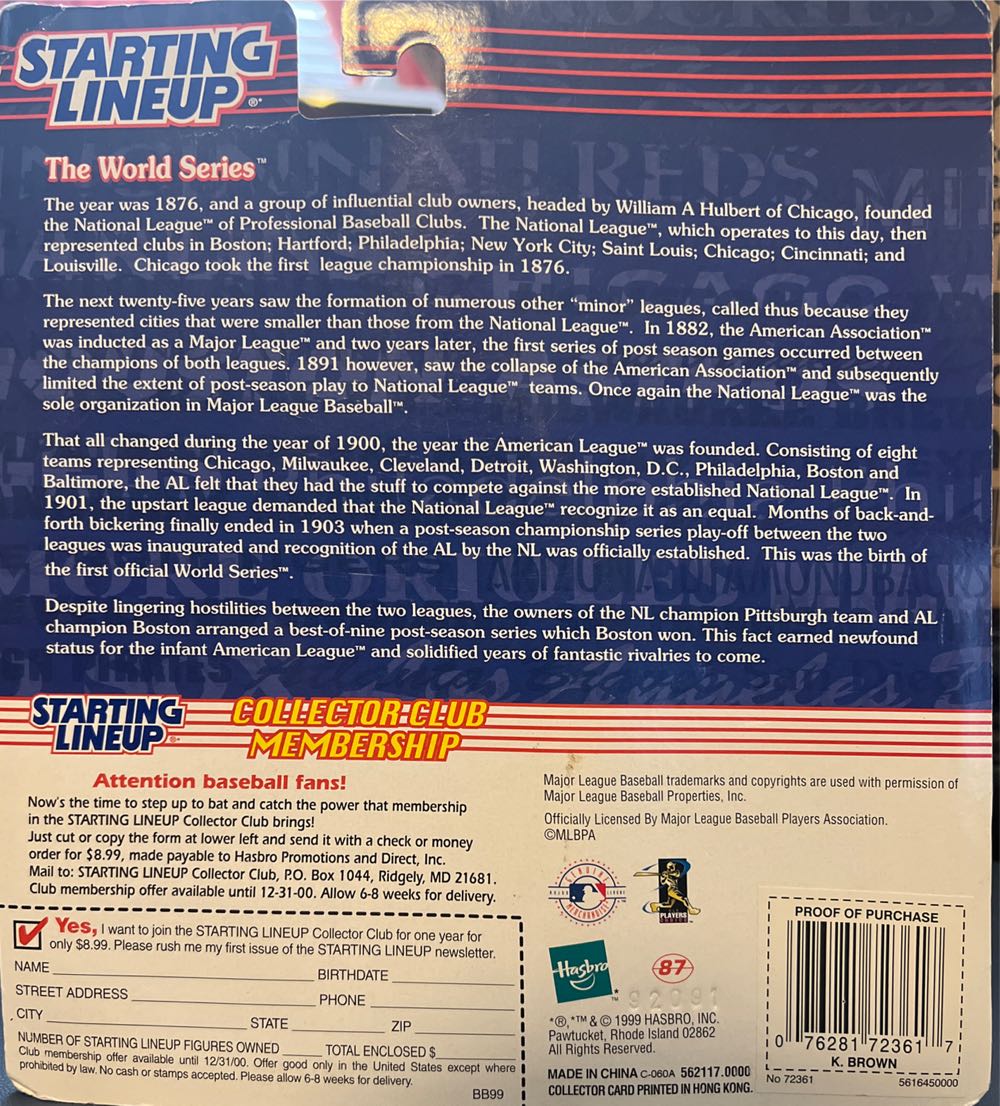 STARTING
LINEUP®*
The World Series™
The year was 1876, and a group of influential club owners, headed by William A Hulbert of Chicago, founded
the National League™ of Professional Baseball Clubs. The National League™, which operates to this day, then
represented clubs in Boston; Hartford; Philadelphia; New York City; Saint Louis; Chicago; Cincinnati; and
Louisville. Chicago took the first league championship in 1876.
The next twenty-five years saw the formation of numerous other “minor” leagues, called thus because they
represented cities that were smaller than those from the National League™. In 1882, the American Association™
was inducted as a Major League™ and two years later, the first series of post season games occurred between
the champions of both leagues. 1891 however, saw the collapse of the American Association™ and subsequently
limited the extent of post-season play to National League™ teams. Once again the National League™ was the
sole organization in Major League Baseball™.
That all changed during the year of 1900, the year the American League™ was founded. Consisting of eight
teams representing Chicago, Milwaukee, Cleveland, Detroit, Washington, D.C., Philadelphia, Boston and
Baltimore, the AL felt that they had the stuff to compete against the more established National League™. In
1901, the upstart league demanded that the National League™ recognize it as an equal. Months of back-and-
forth bickering finally ended in 1903 when a post-season championship series play-off between the two
leagues was inaugurated and recognition of the AL by the NL was officially established. This was the birth of
the first official World Series™.
Despite lingering hostilities between the two leagues, the owners of the NL champion Pittsburgh team and AL
champion Boston arranged a best-of-nine post-season series which Boston won. This fact earned newfound
status for the infant American League™ and solidified years of fantastic rivalries to come.
STARTING
LINEUP®*
COLLECTOR CLUB
MEMBERSHIP
Attention baseball fans!
Now's the time to step up to bat and catch the power that membership
in the STARTING LINEUP Collector Club brings!
Just cut or copy the form at lower left and send it with a check or money
order for $8.99, made payable to Hasbro Promotions and Direct, Inc.
Mail to: STARTING LINEUP Collector Club, P.O. Box 1044, Ridgely, MD 21681.
Club membership offer available until 12-31-00. Allow 6-8 weeks for delivery.
Yes, I want to join the STARTING LINEUP Collector Club for one year for
only $8.99. Please rush me my first issue of the STARTING LINEUP newsletter.
NAME BIRTHDATE
STREET ADDRESS PHONE
CITY STATE ZIP
NUMBER OF STARTING LINEUP FIGURES OWNED TOTAL ENCLOSED $
Club membership offer available until 12/31/00. Offer good only in the United States except where
prohibited by law. No cash or stamps accepted. Please allow 6-8 weeks for delivery.
BB99
Major League Baseball trademarks and copyrights are used with permission of
Major League Baseball Properties, Inc.
Officially Licensed By Major League Baseball Players Association.
©MLBPA
GENUINE
MAJOR LEAGUE
MERCHANDISE
PLAYERS
CHOICE
Hasbro
™*
87
92091
*®,*™ & © 1999 HASBRO, INC.
Pawtucket, Rhode Island 02862
All Rights Reserved.
MADE IN CHINA C-060A 562117.0000
COLLECTOR CARD PRINTED IN HONG KONG.
PROOF OF PURCHASE
0 76281 72361 7
K. BROWN
No 72361 5616450000